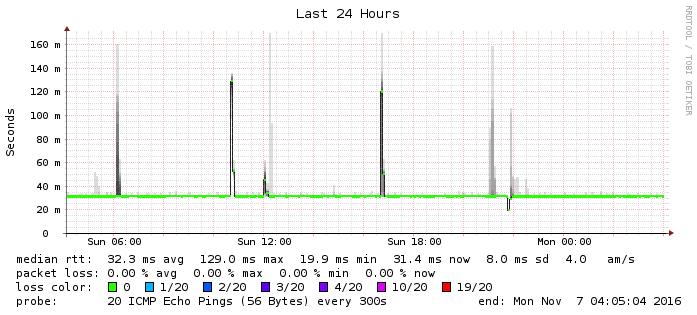 Last 24 Hours
RRDTOOL / TOBI OETIKER
Seconds
160 m
140 m
120 m
100 m
80 m
60 m
40 m
20 m
0
Sun 06:00 Sun 12:00 Sun 18:00 Mon 00:00
median rtt: 32.3 ms avg 129.0 ms max 19.9 ms min 31.4 ms now 8.0 ms sd 4.0 am/s
packet loss: 0.00 % avg 0.00 % max 0.00 % min 0.00 % now
loss color: 0 1/20 2/20 3/20 4/20 10/20 19/20
probe: 20 ICMP Echo Pings (56 Bytes) every 300s end: Mon Nov 7 04:05:04 2016